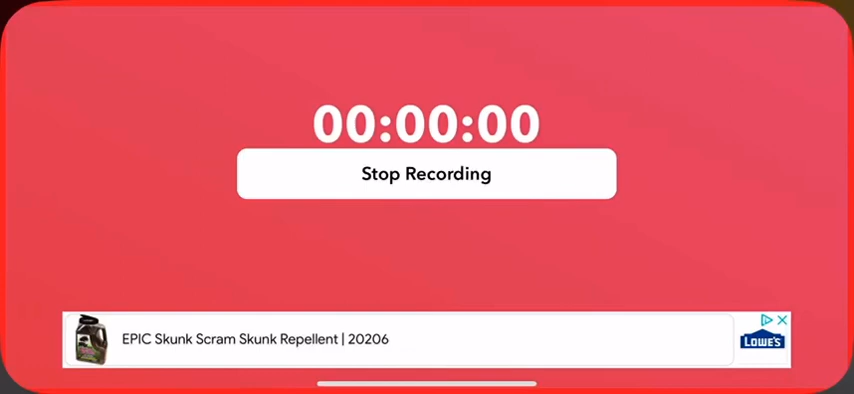 00:00:00
Stop Recording
EPIC Skunk Scram Skunk Repellent | 20206
LOWE'S